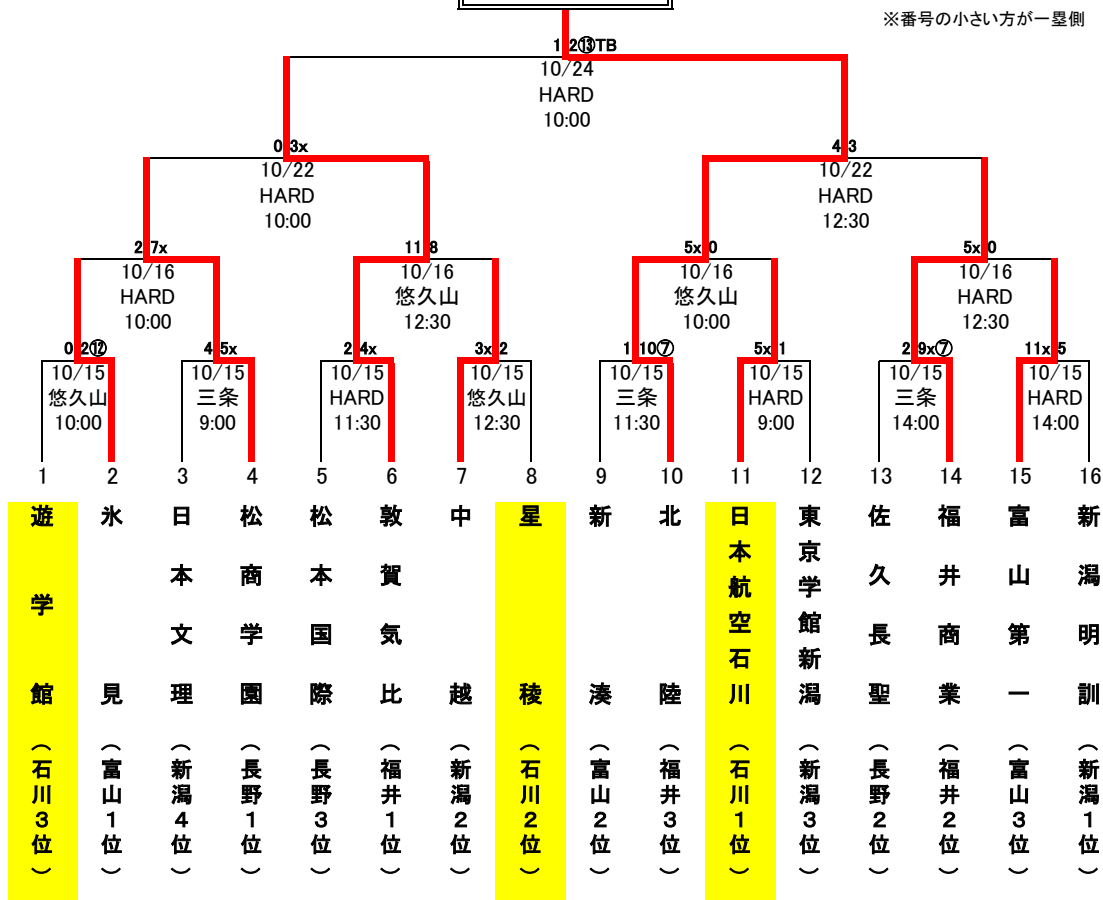 ※番号の小さい方が一塁側
1 2⑬TB
10/24
HARD
10:00
0 3x
10/22
HARD
10:00
4 3
10/22
HARD
12:30
2 7x
10/16
HARD
10:00
11 8
10/16
悠久山
12:30
5x 0
10/16
悠久山
10:00
5x 0
10/16
HARD
12:30
0 2⑫
10/15
悠久山
10:00
4 5x
10/15
三条
9:00
2 4x
10/15
HARD
11:30
3x 2
10/15
悠久山
12:30
1 10⑦
10/15
三条
11:30
5x 1
10/15
HARD
9:00
2 9x⑦
10/15
三条
14:00
11x 5
10/15
HARD
14:00
1
遊学館（石川3位）
2
氷見（富山1位）
3
日本文理（新潟4位）
4
松商学園（長野1位）
5
松本国際（長野3位）
6
敦賀気比（福井1位）
7
中越（新潟2位）
8
星稜（石川2位）
9
新湊（富山2位）
10
北陸（福井3位）
11
日本航空石川（石川1位）
12
東京学館新潟（新潟3位）
13
佐久長聖（長野2位）
14
福井商業（福井2位）
15
富山第一（富山3位）
16
新潟明訓（新潟1位）